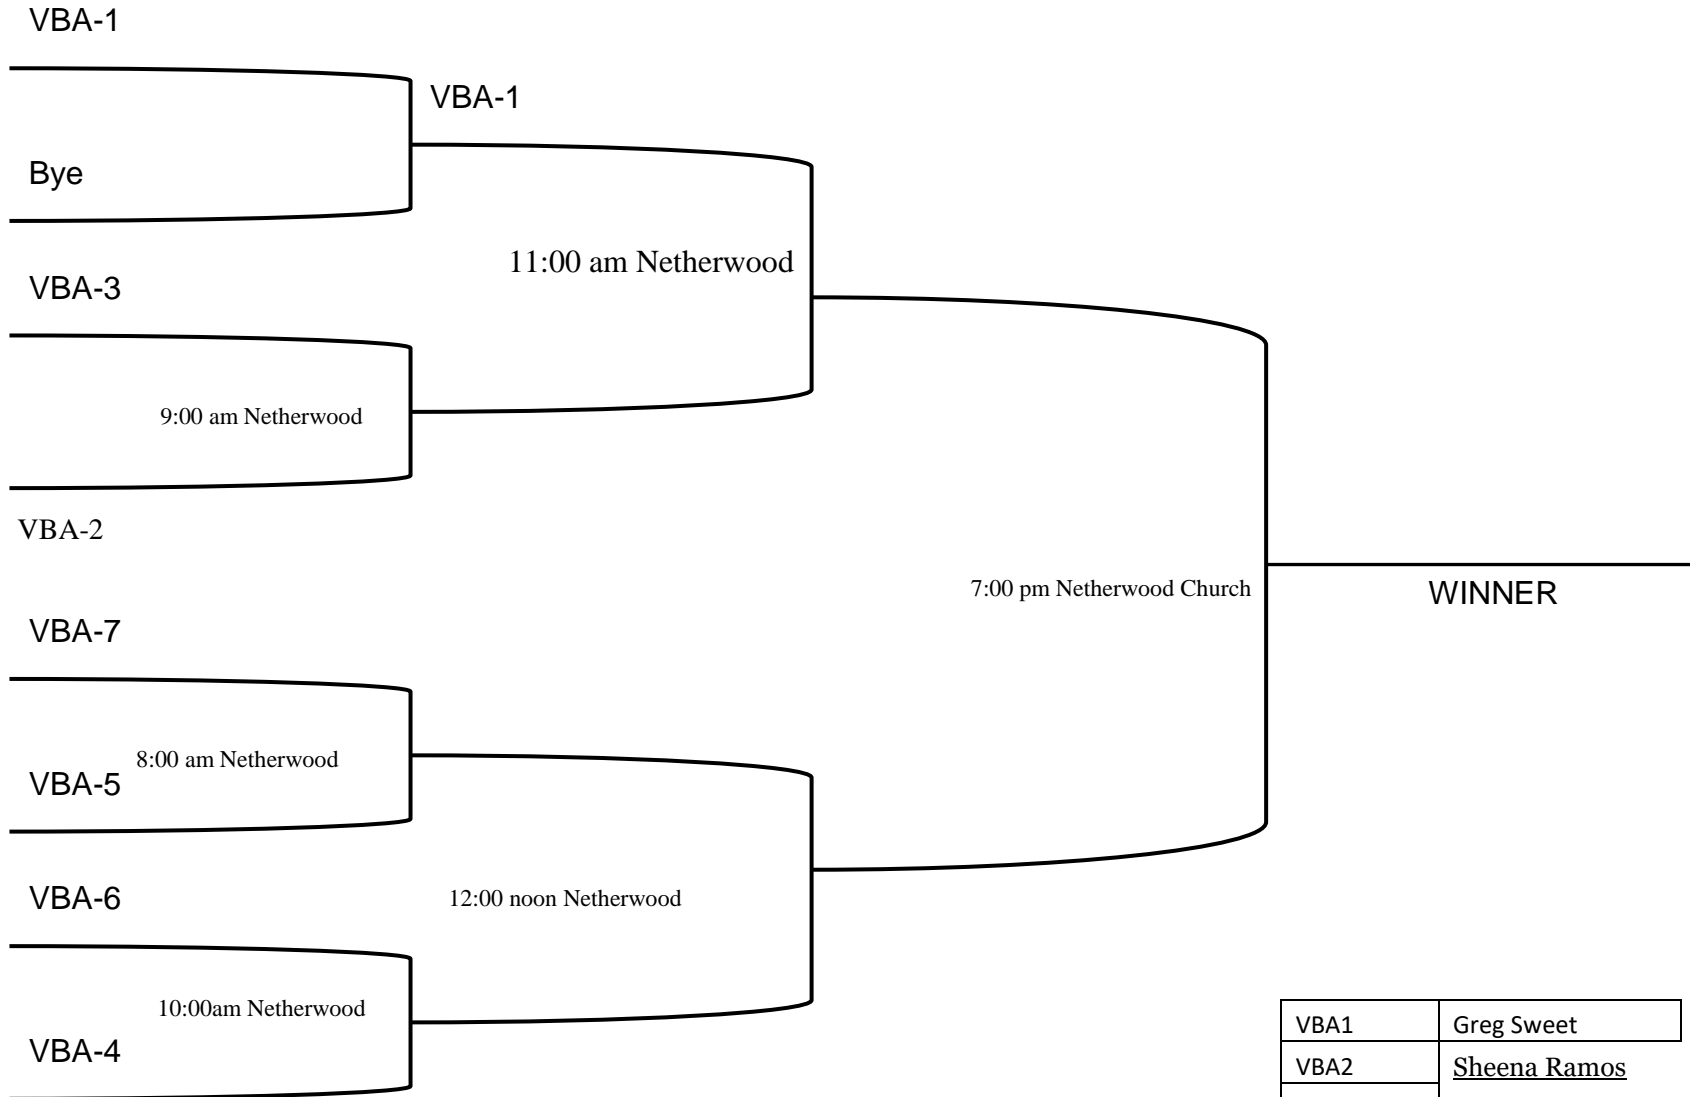 VBA-1
VBA-1
Bye
11:00 am Netherwood
VBA-3
9:00 am Netherwood
VBA-2
7:00 pm Netherwood Church
WINNER
VBA-7
8:00 am Netherwood
VBA-5
VBA-6
12:00 noon Netherwood
10:00am Netherwood
VBA-4
VBA1 Greg Sweet
VBA2 Sheena Ramos